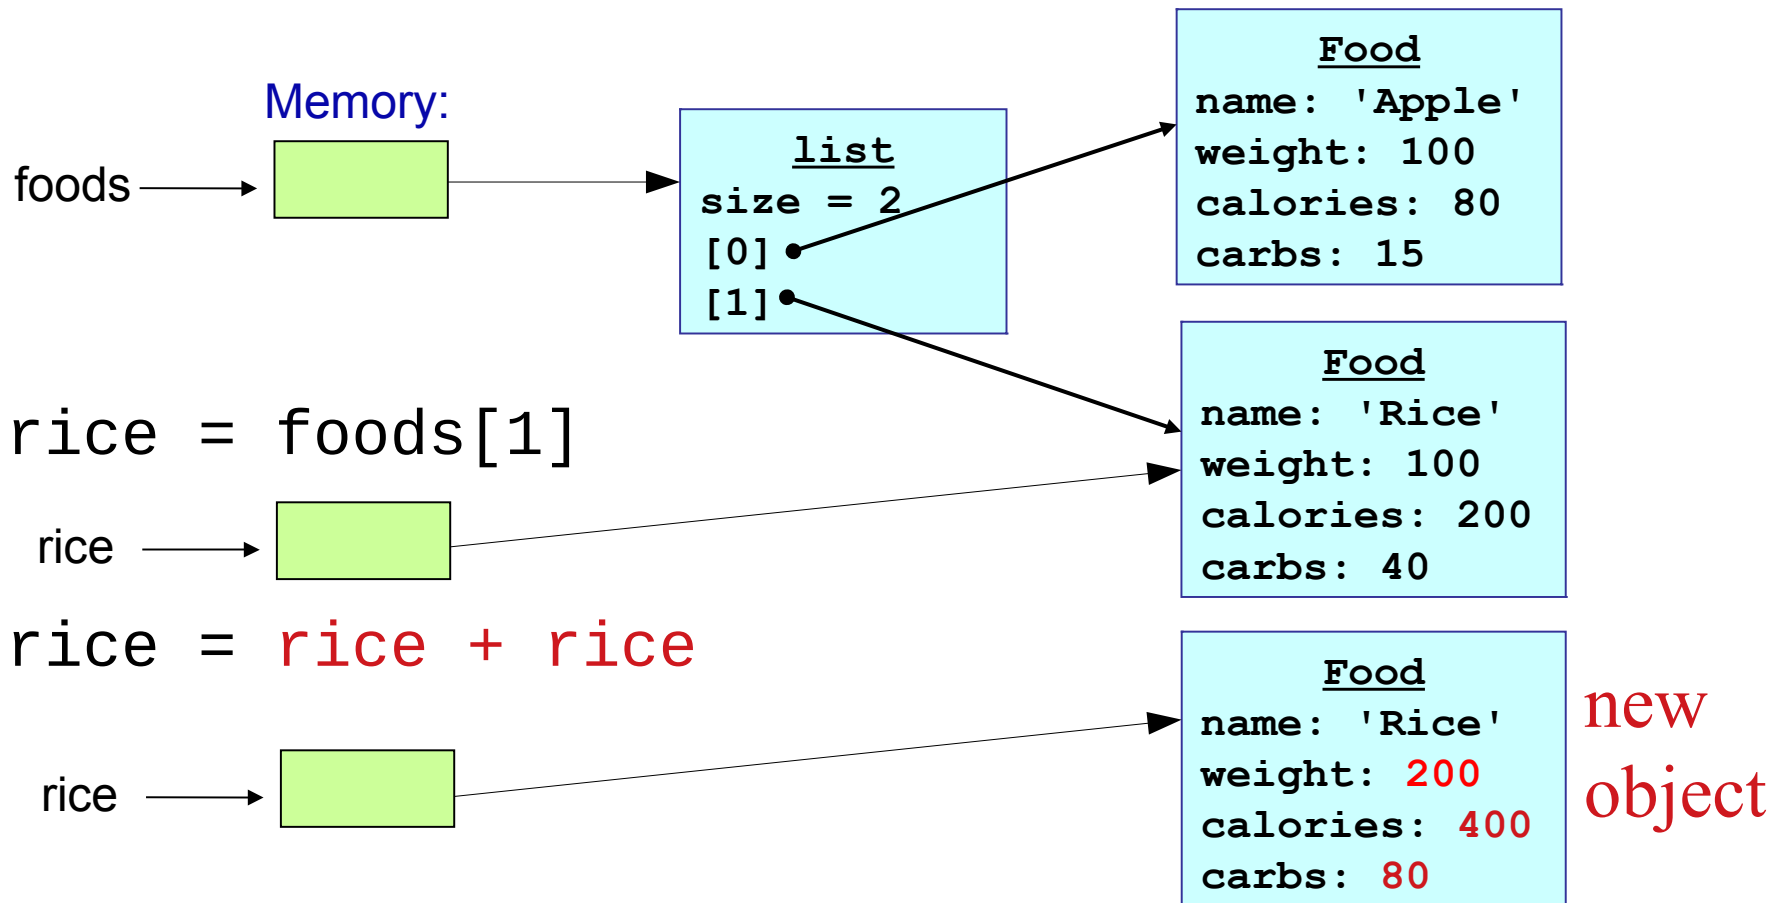 Memory:
foods
list
size = 2
[0]
[1]
Food
name: 'Apple'
weight: 100
calories: 80
carbs: 15
rice = foods[1]
rice
Food
name: 'Rice'
weight: 100
calories: 200
carbs: 40
rice = rice + rice
rice
Food
name: 'Rice'
weight: 200
calories: 400
carbs: 80
new
object